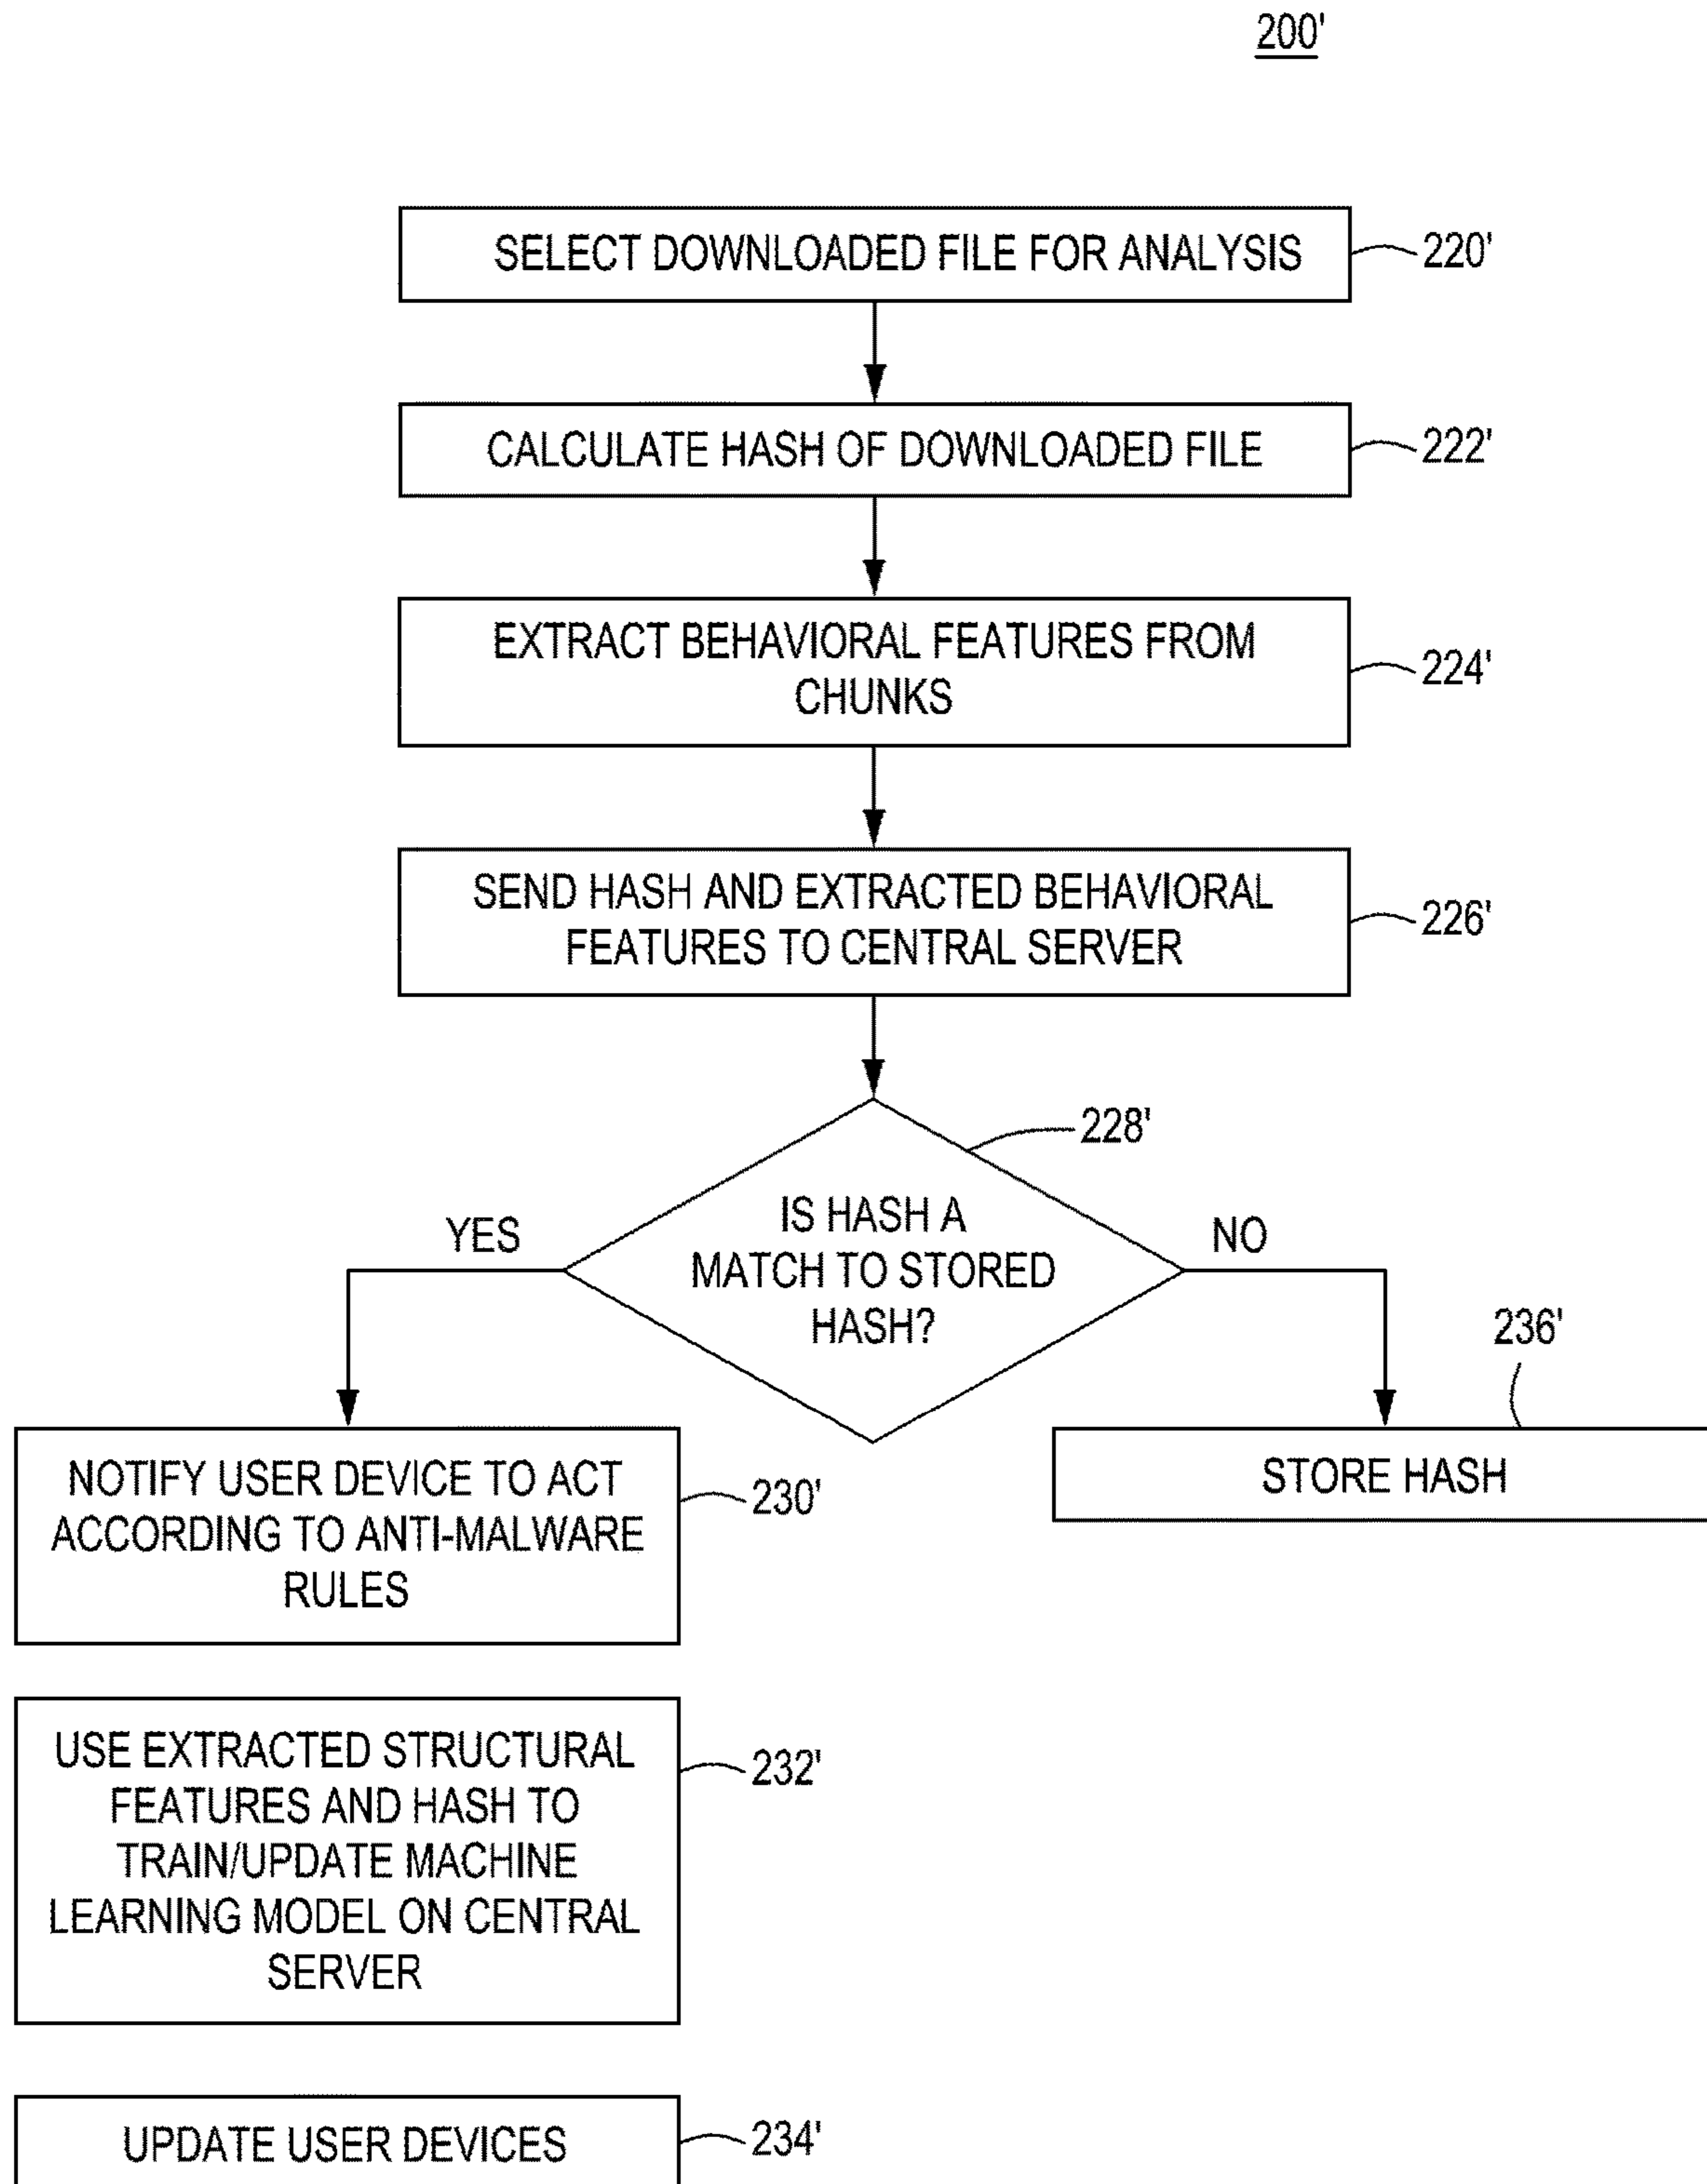 200'
SELECT DOWNLOADED FILE FOR ANALYSIS
220'
CALCULATE HASH OF DOWNLOADED FILE
222'
EXTRACT BEHAVIORAL FEATURES FROM
CHUNKS
224'
SEND HASH AND EXTRACTED BEHAVIORAL
FEATURES TO CENTRAL SERVER
226'
228'
IS HASH A
MATCH TO STORED
HASH?
YES
NO
236'
STORE HASH
NOTIFY USER DEVICE TO ACT
ACCORDING TO ANTI-MALWARE
RULES
230'
USE EXTRACTED STRUCTURAL
FEATURES AND HASH TO
TRAIN/UPDATE MACHINE
LEARNING MODEL ON CENTRAL
SERVER
232'
UPDATE USER DEVICES
234'